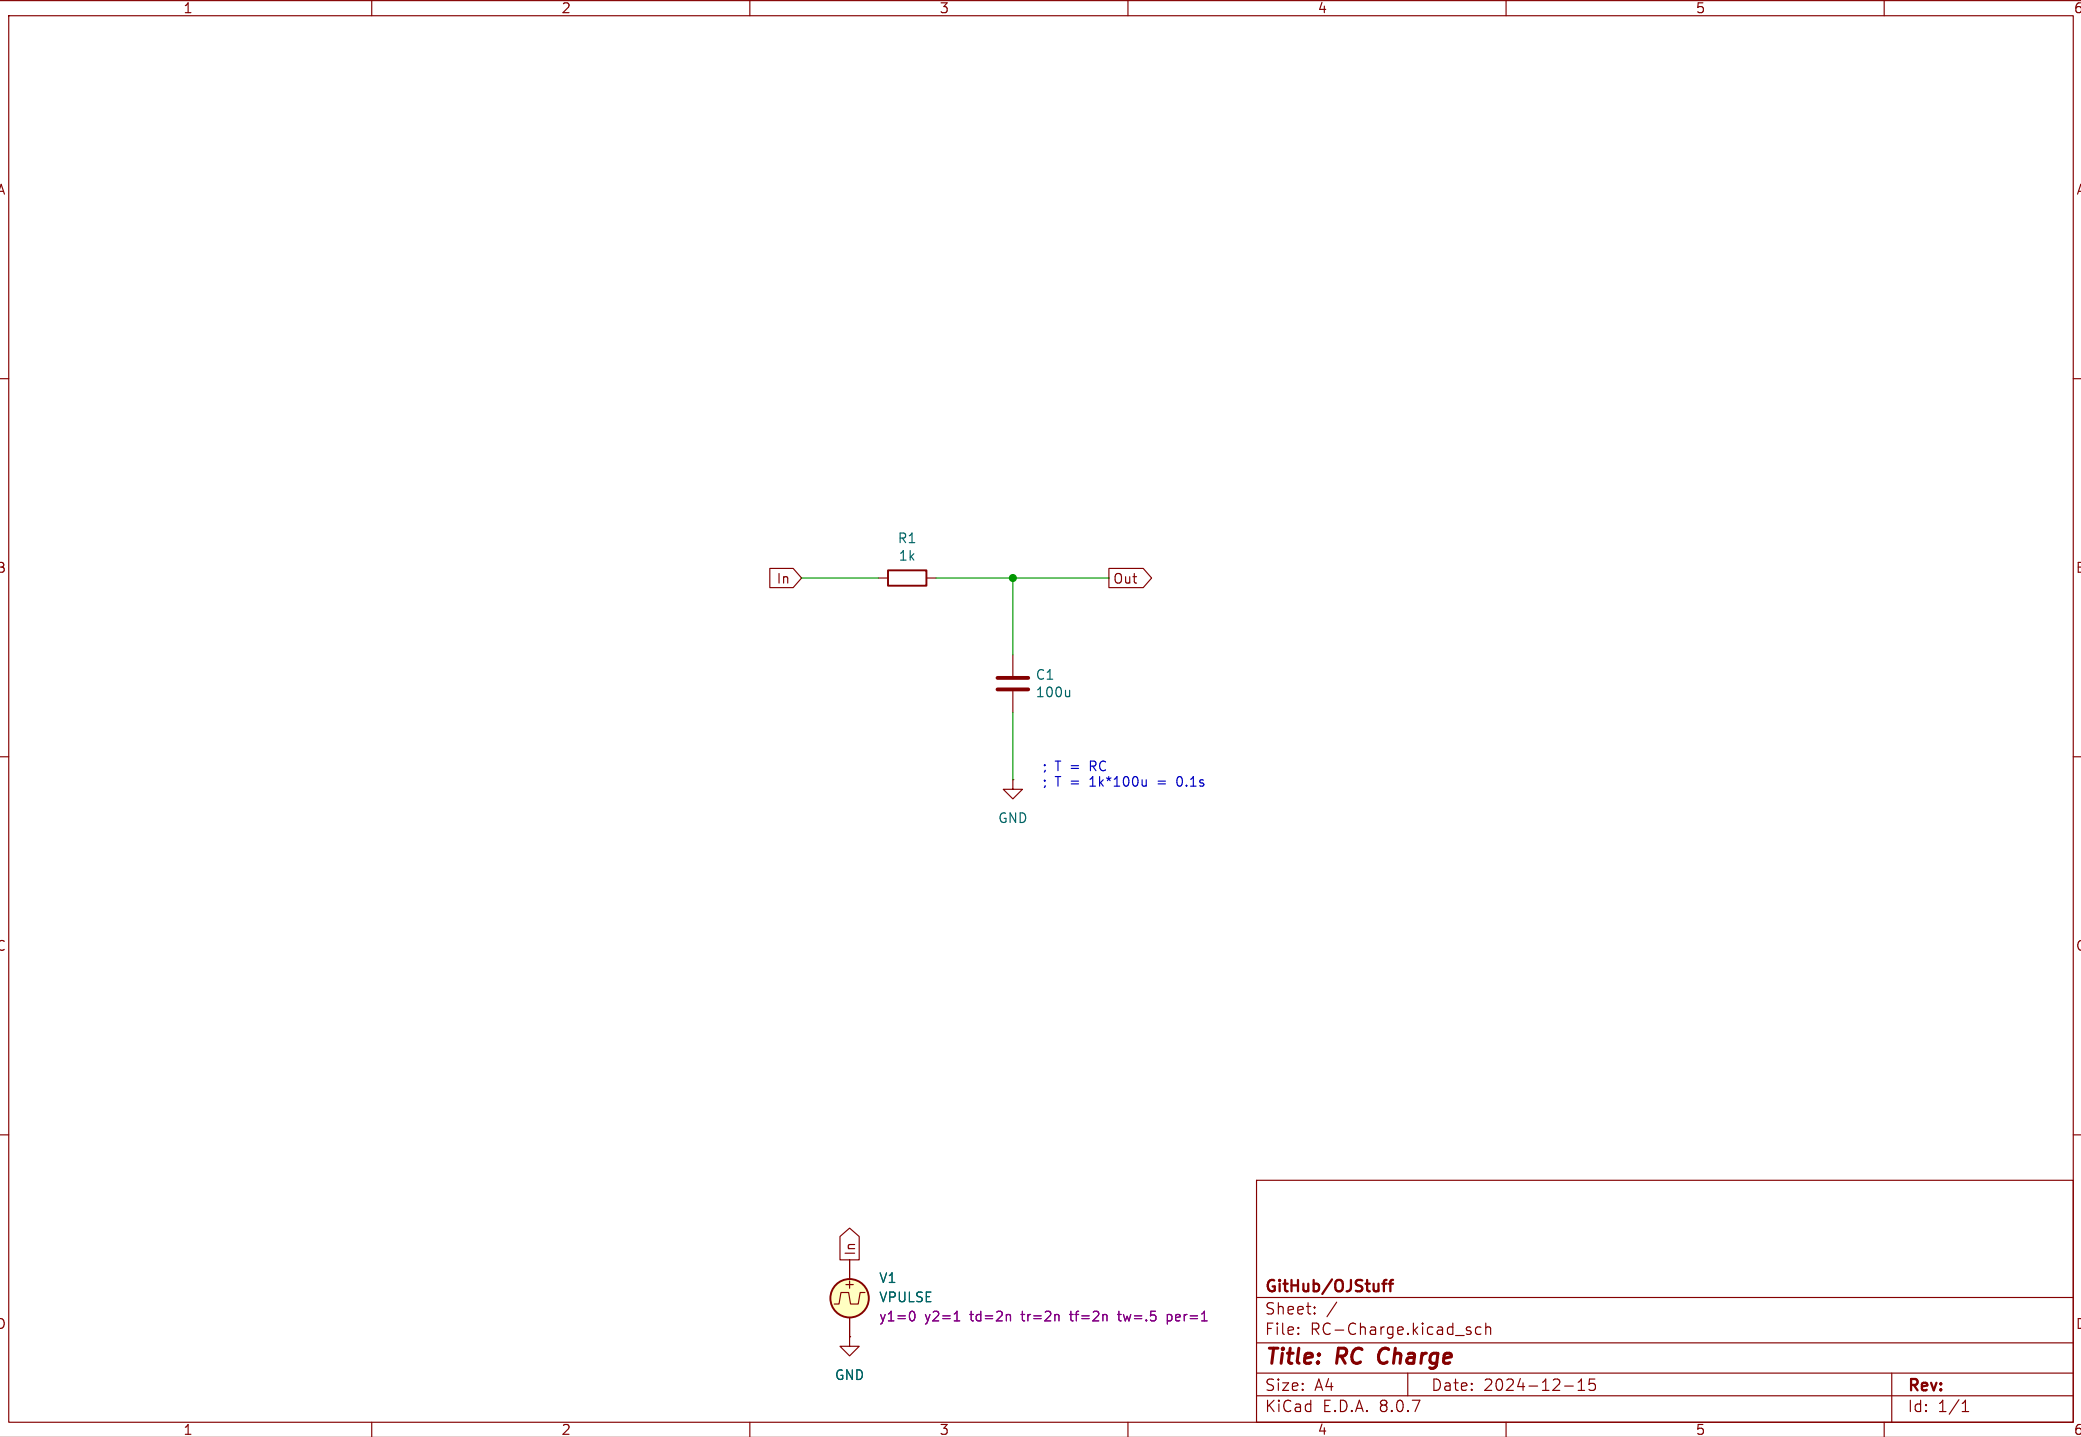 1 2 3 4 5 6
A A
R1
1k
B B
In
Out
C1
100u
; T = RC
; T = 1k*100u = 0.1s
GND
C C
In
V1
VPULSE
y1=0 y2=1 td=2n tr=2n tf=2n tw=.5 per=1
GND
GitHub/OJStuff
Sheet: /
File: RC-Charge.kicad_sch
D D
Title: RC Charge
Size: A4 Date: 2024-12-15 Rev:
KiCad E.D.A. 8.0.7 Id: 1/1
1 2 3 4 5 6